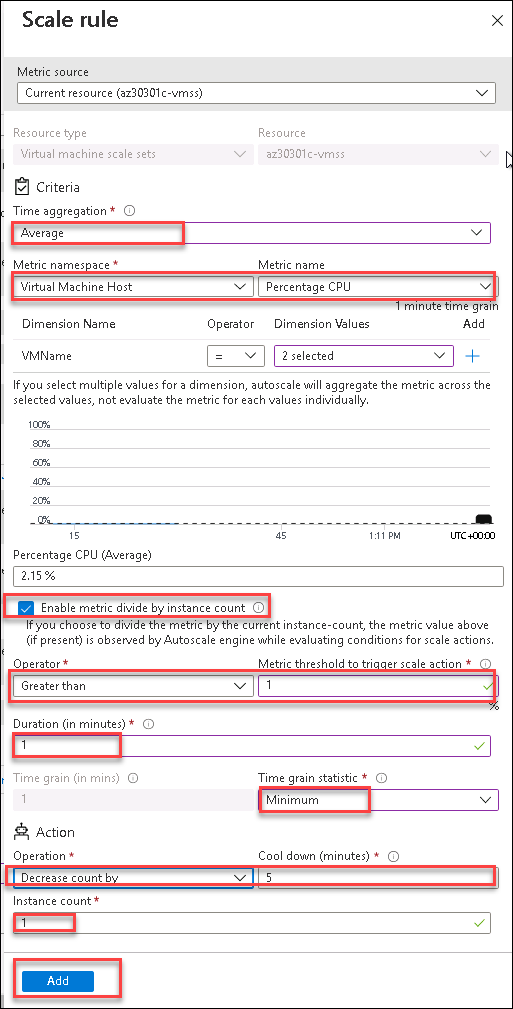 Scale rule
Metric source
Current resource (az30301c-vmss)
Resource type
Resource
Virtual machine scale sets
az30301c-vmss
Criteria
Time aggregation *
Average
Metric namespace *
Metric name
Virtual Machine Host
Percentage CPU
1 minute time grain
Dimension Name
Operator
Dimension Values
Add
VMName
=
2 selected
If you select multiple values for a dimension, autoscale will aggregate the metric across the
selected values, not evaluate the metric for each values individually.
100%
80%
60%
40%
20%
0%
15
45
1:11 PM
UTC+00:00
Percentage CPU (Average)
2.15 %
Enable metric divide by instance count
If you choose to divide the metric by the current instance-count, the metric value above
(if present) is observed by Autoscale engine while evaluating conditions for scale actions.
Operator *
Metric threshold to trigger scale action *
Greater than
1
%
Duration (in minutes) *
1
Time grain (in mins)
Time grain statistic *
1
Minimum
Action
Operation *
Cool down (minutes) *
Decrease count by
5
Instance count *
1
Add